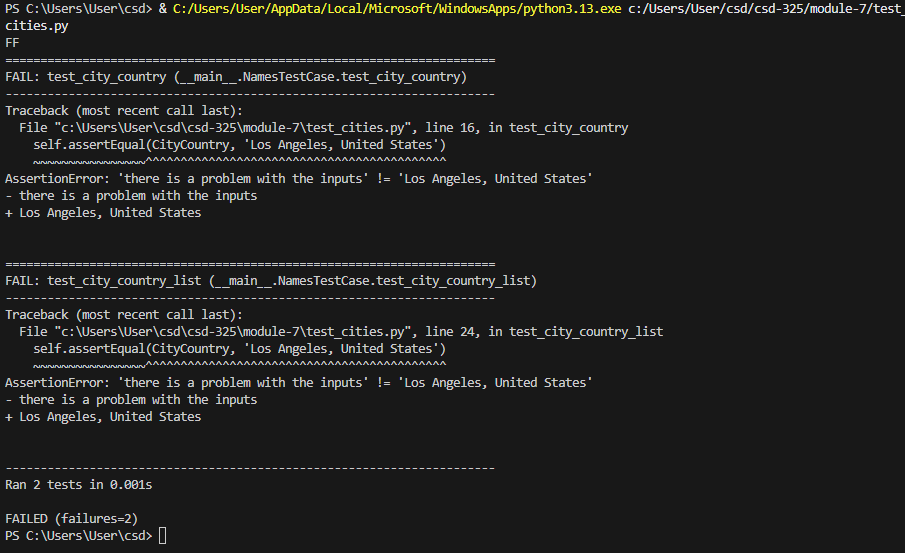 PS C:\Users\User\csd> & C:/Users/User/AppData/Local/Microsoft/WindowsApps/python3.13.exe c:/Users/User/csd/csd-325/module-7/test_
cities.py
FF
======================================================================
FAIL: test_city_country (__main__.NamesTestCase.test_city_country)
----------------------------------------------------------------------
Traceback (most recent call last):
  File "c:\Users\User\csd\csd-325\module-7\test_cities.py", line 16, in test_city_country
    self.assertEqual(CityCountry, 'Los Angeles, United States')
    ~~~~~~~~~~~~~~~~^^^^^^^^^^^^^^^^^^^^^^^^^^^^^^^^^^^^^^^^^^^
AssertionError: 'there is a problem with the inputs' != 'Los Angeles, United States'
- there is a problem with the inputs
+ Los Angeles, United States


======================================================================
FAIL: test_city_country_list (__main__.NamesTestCase.test_city_country_list)
----------------------------------------------------------------------
Traceback (most recent call last):
  File "c:\Users\User\csd\csd-325\module-7\test_cities.py", line 24, in test_city_country_list
    self.assertEqual(CityCountry, 'Los Angeles, United States')
    ~~~~~~~~~~~~~~~~^^^^^^^^^^^^^^^^^^^^^^^^^^^^^^^^^^^^^^^^^^^
AssertionError: 'there is a problem with the inputs' != 'Los Angeles, United States'
- there is a problem with the inputs
+ Los Angeles, United States


----------------------------------------------------------------------
Ran 2 tests in 0.001s

FAILED (failures=2)
PS C:\Users\User\csd>